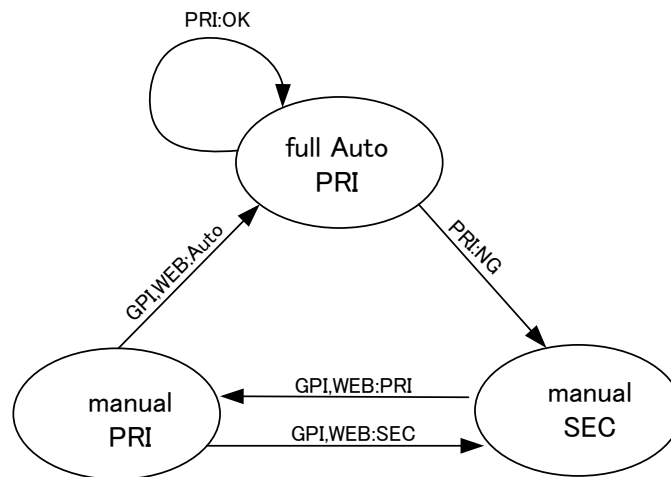 PRI:OK
full Auto
PRI
GPI,WEB:Auto
PRI:NG
manual
PRI
GPI,WEB:PRI
GPI,WEB:SEC
manual
SEC